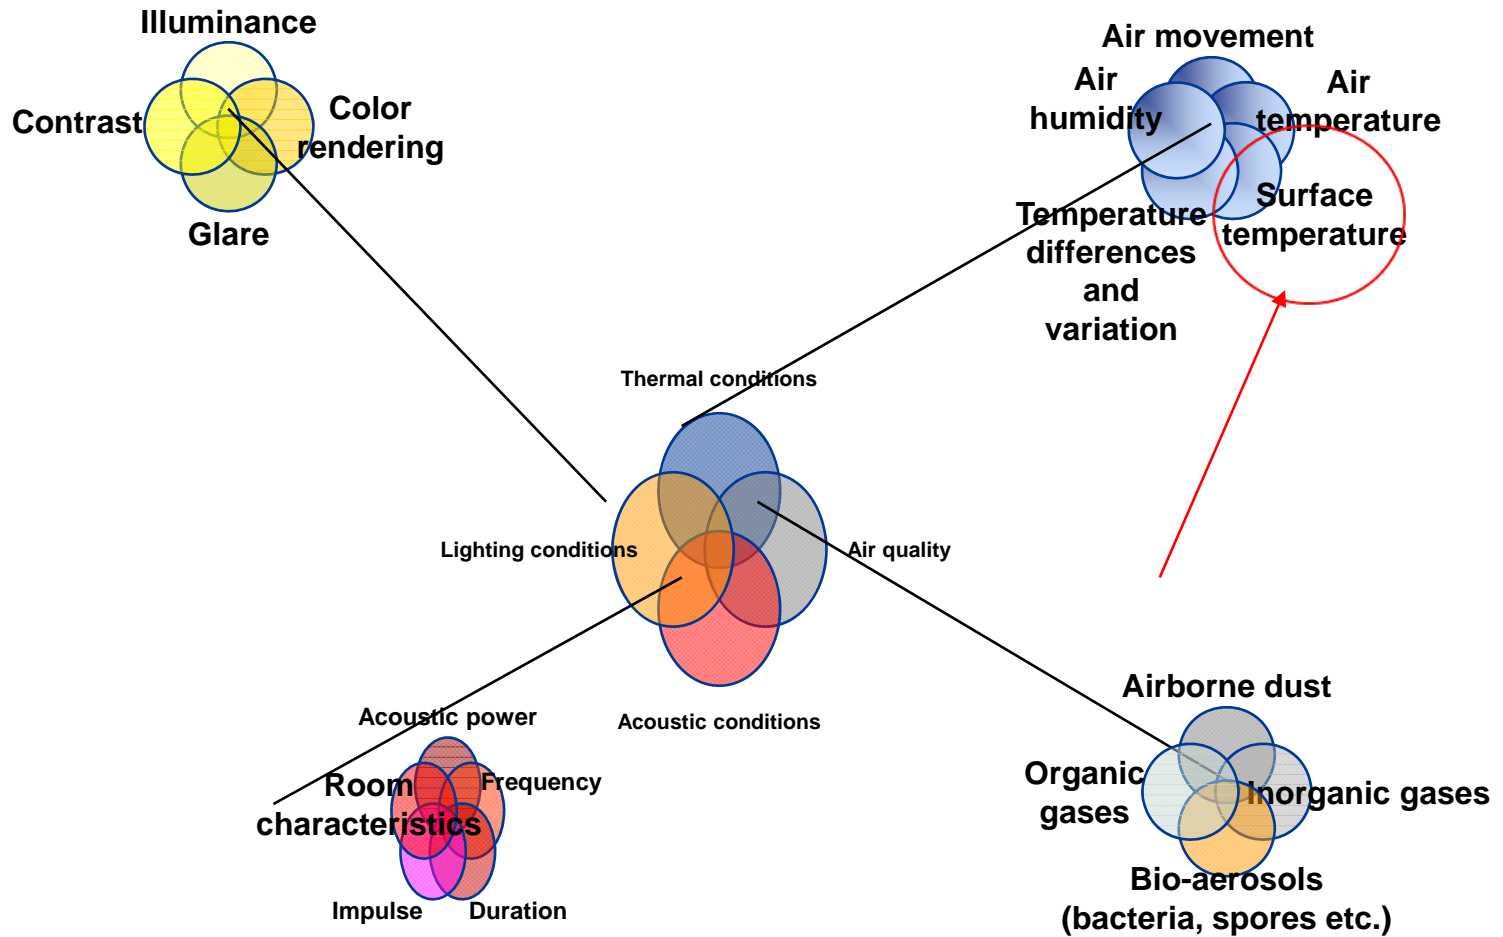 Illuminance
Contrast
Color
rendering
Glare
Air movement
Air
humidity
Air
temperature
Surface
temperature
Temperature
differences
and
variation
Thermal conditions
Lighting conditions
Air quality
Acoustic conditions
Acoustic power
Room
characteristics
Frequency
Impulse
Duration
Airborne dust
Organic
gases
Inorganic gases
Bio-aerosols
(bacteria, spores etc.)